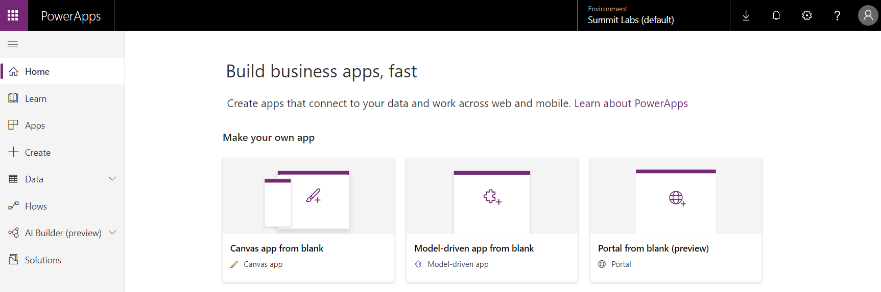 PowerApps
Environment
Summit Labs (default)
?
Home
Learn
Apps
Create
Data
Flows
AI Builder (preview)
Solutions
Build business apps, fast
Create apps that connect to your data and work across web and mobile. Learn about PowerApps
Make your own app
Canvas app from blank
Canvas app
Model-driven app from blank
Model-driven app
Portal from blank (preview)
Portal